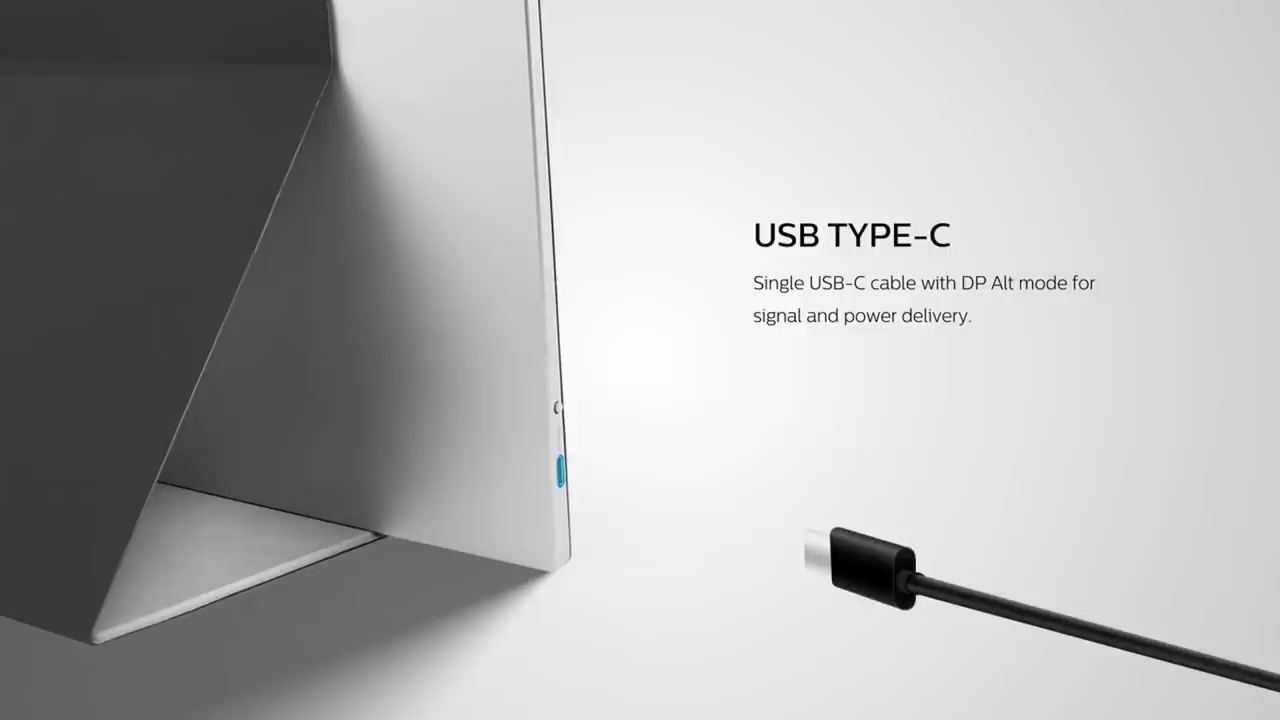 USB TYPE-C
Single USB-C cable with DP Alt mode for
signal and power delivery.